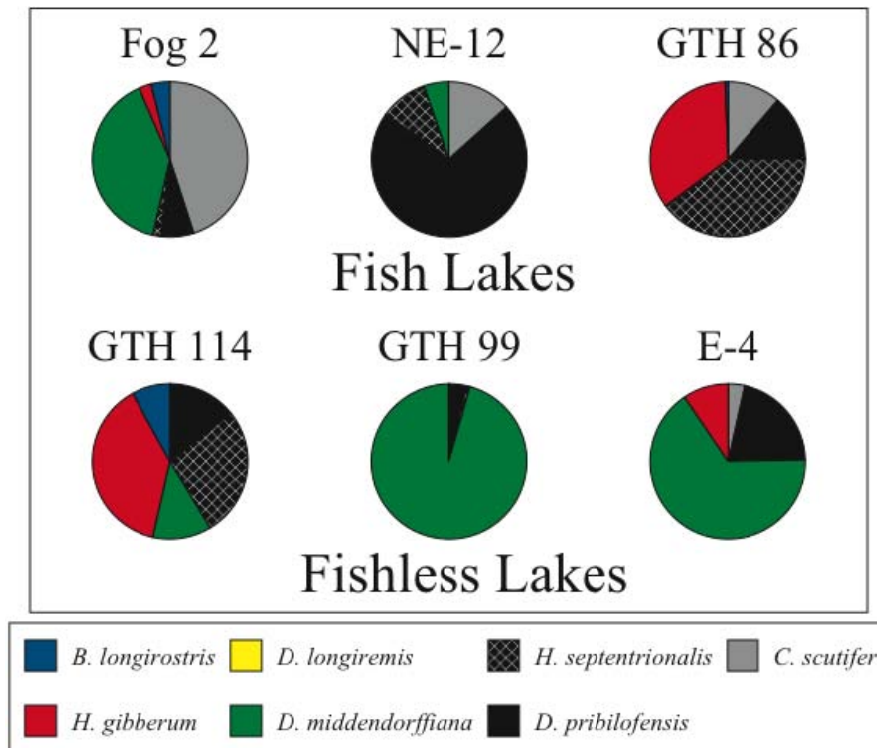 Fog 2 NE-12 GTH 86
Fish Lakes
GTH 114 GTH 99 E-4
Fishless Lakes
B. longirostris D. longiremis H. septentrionalis C. scutifer
H. gibberum D. middendorffiana D. pribilofensis